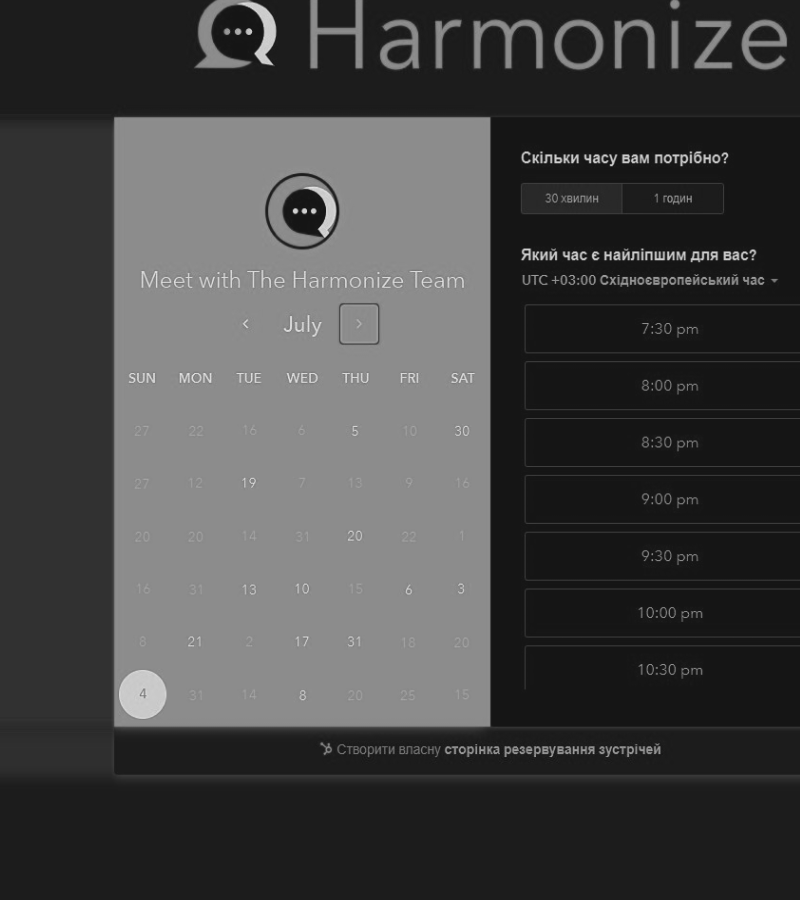 Harmonize
Meet with The Harmonize Team
July
SUN MON TUE WED THU FRI SAT
27 22 16 6 5 10 30
27 12 19 7 13 9 16
20 20 14 31 20 22 1
16 31 13 10 15 6 3
8 21 2 17 31 18 20
4 31 14 8 20 25 15
Скільки часу вам потрібно?
30 хвилин 1 годин
Який час є найліпшим для вас?
UTC +03:00 Східноєвропейський час
7:30 pm
8:00 pm
8:30 pm
9:00 pm
9:30 pm
10:00 pm
10:30 pm
Створити власну сторінка резервування зустрічей